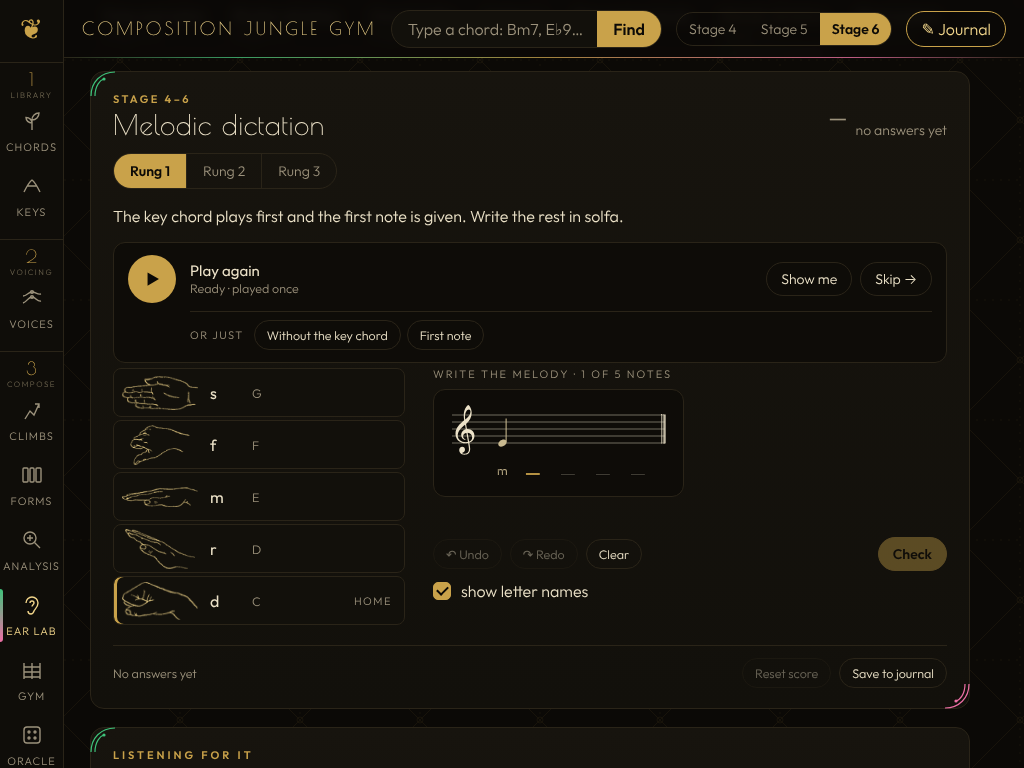 COMPOSITION JUNGLE GYM
Type a chord: Bm7, E♭9…
Find
Stage 4
Stage 5
Stage 6
✎ Journal
1
LIBRARY
CHORDS
KEYS
2
VOICING
VOICES
3
COMPOSE
CLIMBS
FORMS
ANALYSIS
EAR LAB
GYM
ORACLE
STAGE 4–6
Melodic dictation
— no answers yet
Rung 1
Rung 2
Rung 3
The key chord plays first and the first note is given. Write the rest in solfa.
Play again
Ready · played once
Show me
Skip →
OR JUST
Without the key chord
First note
s G
f F
m E
r D
d C HOME
WRITE THE MELODY · 1 OF 5 NOTES
m
↶ Undo
↷ Redo
Clear
Check
show letter names
No answers yet
Reset score
Save to journal
LISTENING FOR IT